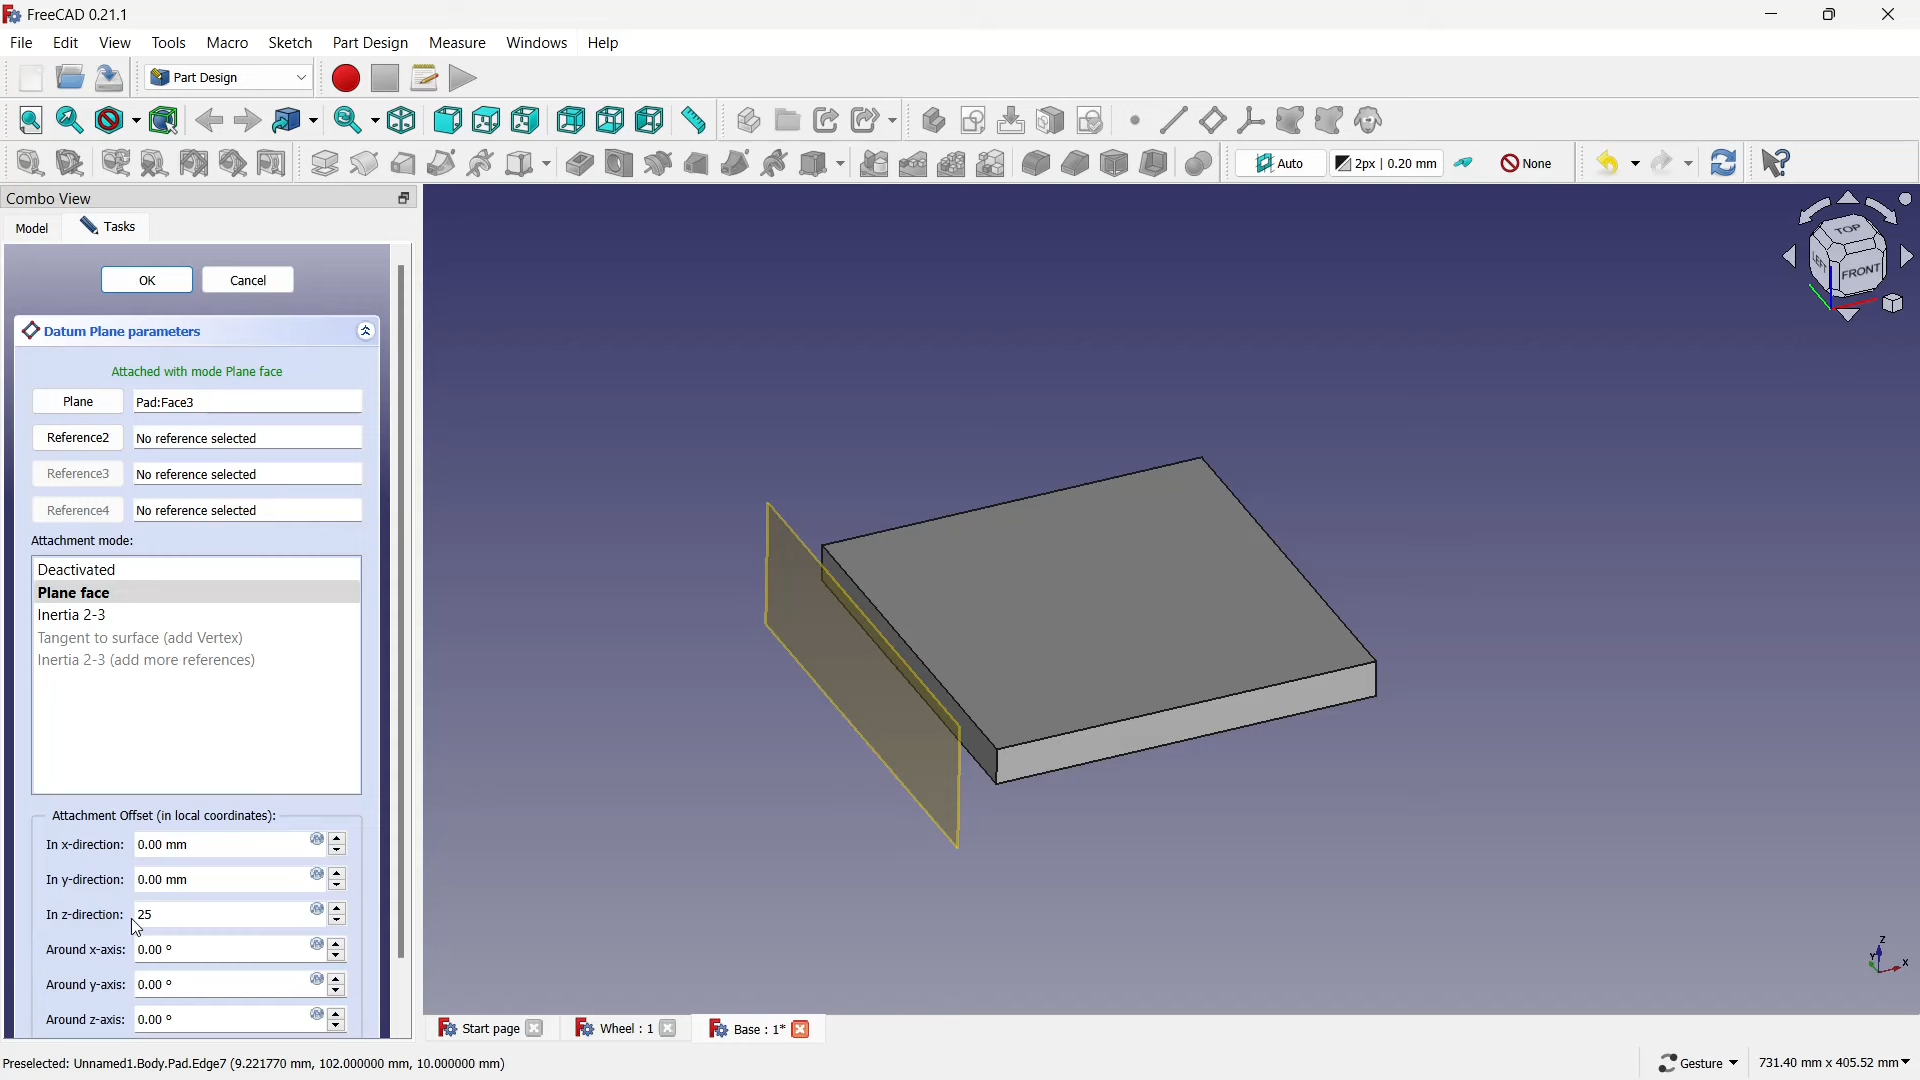 FreeCAD 0.21.1
File Edit View Tools Macro Sketch Part Design Measure Windows Help
Part Design
Auto 2px | 0.20 mm None
Combo View
Model Tasks
OK Cancel
Datum Plane parameters
Attached with mode Plane face
Plane Pad:Face3
Reference2 No reference selected
Reference3 No reference selected
Reference4 No reference selected
Attachment mode:
Deactivated
Plane face
Inertia 2-3
Tangent to surface (add Vertex)
Inertia 2-3 (add more references)
Attachment Offset (in local coordinates):
In x-direction: 0.00 mm
In y-direction: 0.00 mm
In z-direction: 25
Around x-axis: 0.00 °
Around y-axis: 0.00 °
Around z-axis: 0.00 °
TOP
LEFT FRONT
Z
Y X
Start page Wheel : 1 Base : 1*
Preselected: Unnamed1.Body.Pad.Edge7 (9.221770 mm, 102.000000 mm, 10.000000 mm)
Gesture 731.40 mm x 405.52 mm